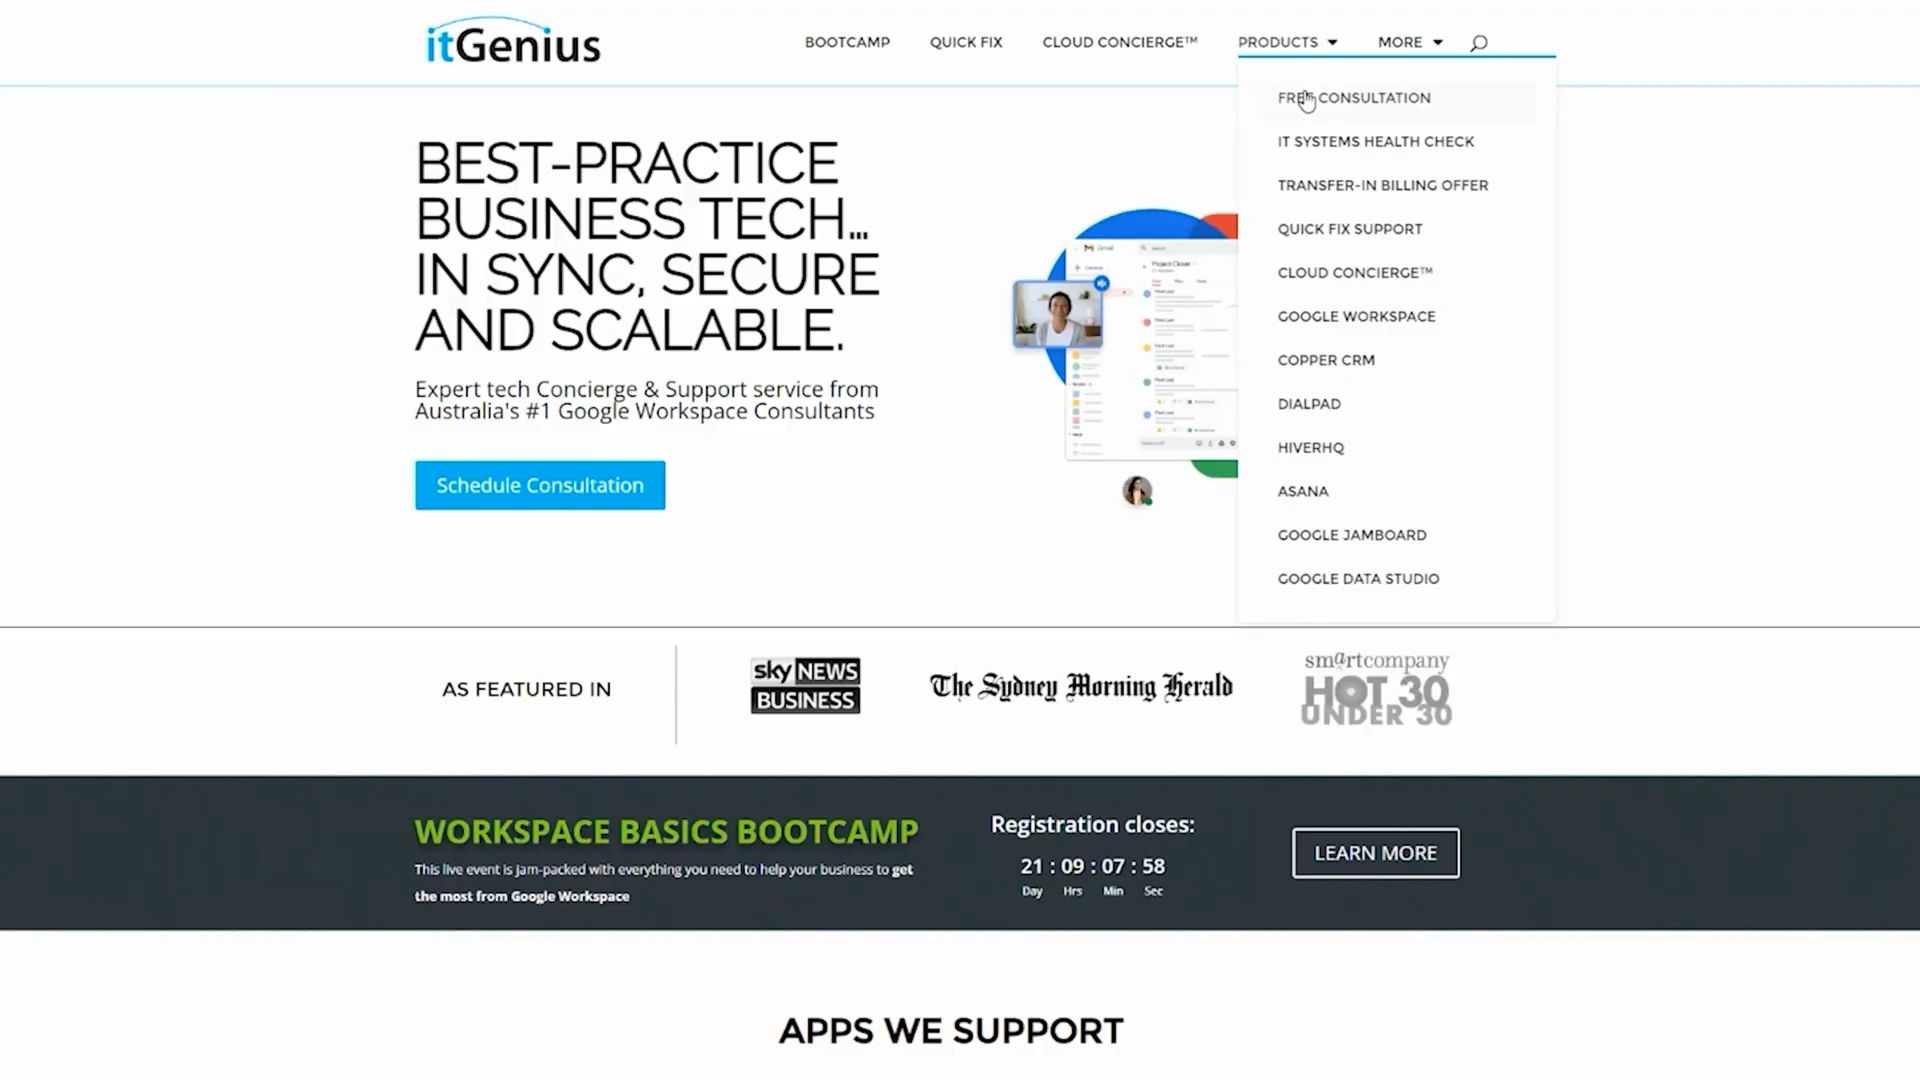 itGenius
BOOTCAMP
QUICK FIX
CLOUD CONCIERGE™
PRODUCTS
MORE
FREE CONSULTATION
IT SYSTEMS HEALTH CHECK
TRANSFER-IN BILLING OFFER
QUICK FIX SUPPORT
CLOUD CONCIERGE™
GOOGLE WORKSPACE
COPPER CRM
DIALPAD
HIVERHQ
ASANA
GOOGLE JAMBOARD
GOOGLE DATA STUDIO
BEST-PRACTICE
BUSINESS TECH...
IN SYNC, SECURE
AND SCALABLE.
Expert tech Concierge & Support service from
Australia's #1 Google Workspace Consultants
Schedule Consultation
Gmail
Project Clover
AS FEATURED IN
sky NEWS
BUSINESS
The Sydney Morning Herald
smartcompany
HOT 30
UNDER 30
WORKSPACE BASICS BOOTCAMP
This live event is jam-packed with everything you need to help your business to get
the most from Google Workspace
Registration closes:
21 : 09 : 07 : 58
Day Hrs Min Sec
LEARN MORE
APPS WE SUPPORT